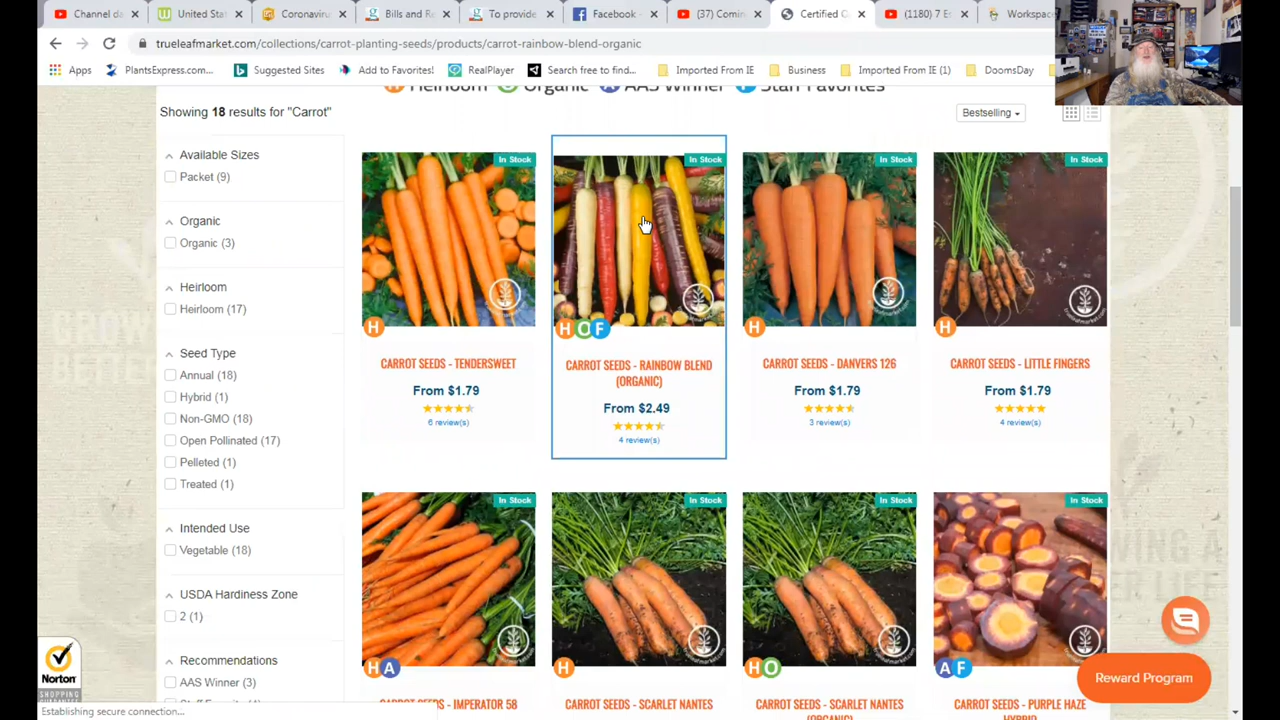 Channel da
United Stat
Coronaviru
Bills and Re
To provide
Facebook
(37) Comin
Certified O
(1180) 7 E
Workspace
trueleafmarket.com/collections/carrot-planting-seeds/products/carrot-rainbow-blend-organic
Apps
PlantsExpress.com...
Suggested Sites
Add to Favorites!
RealPlayer
Search free to find...
Imported From IE
Business
Imported From IE (1)
DoomsDay
H Heirloom O Organic A AAS Winner F Staff Favorites
Showing 18 results for "Carrot"
Bestselling
Available Sizes
Packet (9)
Organic
Organic (3)
Heirloom
Heirloom (17)
Seed Type
Annual (18)
Hybrid (1)
Non-GMO (18)
Open Pollinated (17)
Pelleted (1)
Treated (1)
Intended Use
Vegetable (18)
USDA Hardiness Zone
2 (1)
Recommendations
AAS Winner (3)
In Stock
H
CARROT SEEDS - TENDERSWEET
From $1.79
6 review(s)
In Stock
H O F
CARROT SEEDS - RAINBOW BLEND
(ORGANIC)
From $2.49
4 review(s)
In Stock
H
CARROT SEEDS - DANVERS 126
From $1.79
3 review(s)
In Stock
H
trueleafmarket.com
CARROT SEEDS - LITTLE FINGERS
From $1.79
4 review(s)
In Stock
H A
CARROT SEEDS - IMPERATOR 58
In Stock
H
CARROT SEEDS - SCARLET NANTES
In Stock
H O
CARROT SEEDS - SCARLET NANTES
(ORGANIC)
In Stock
A F
CARROT SEEDS - PURPLE HAZE
HYBRID
Reward Program
Norto
SHOPPING
Establishing secure connection...